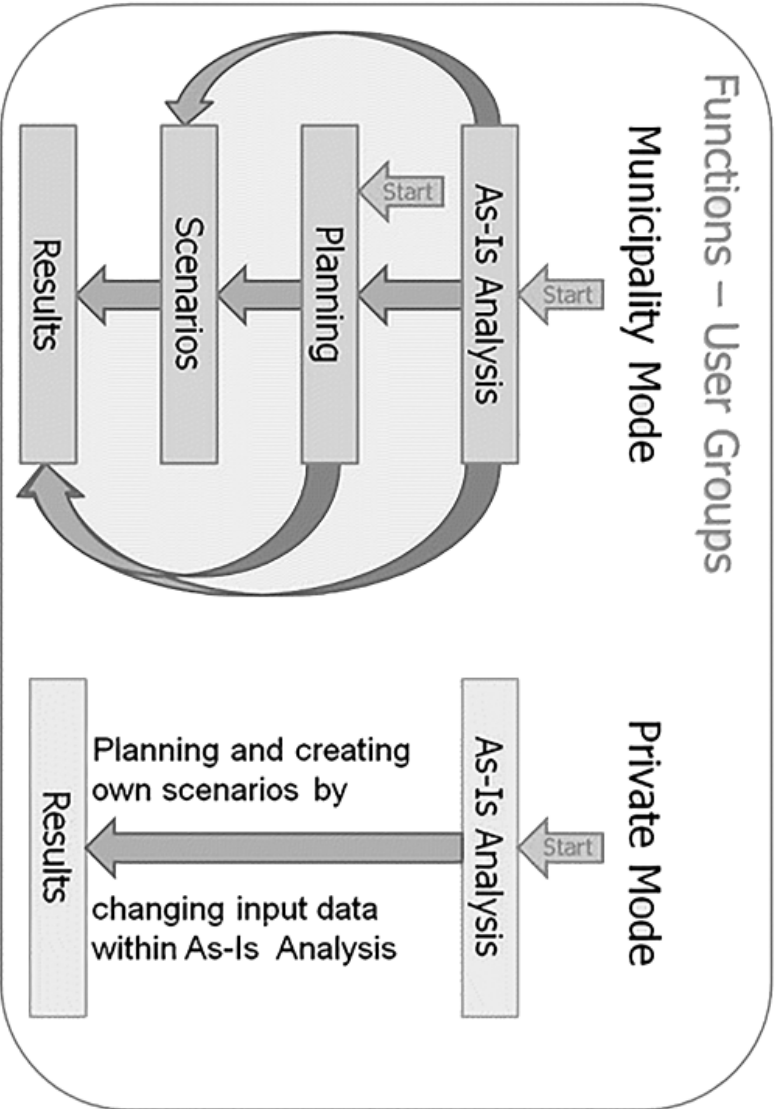 Functions – User Groups
Municipality Mode
Start
As-Is Analysis
Start
Planning
Scenarios
Results
Private Mode
Start
As-Is Analysis
Planning and creating
own scenarios by
changing input data
within As-Is Analysis
Results